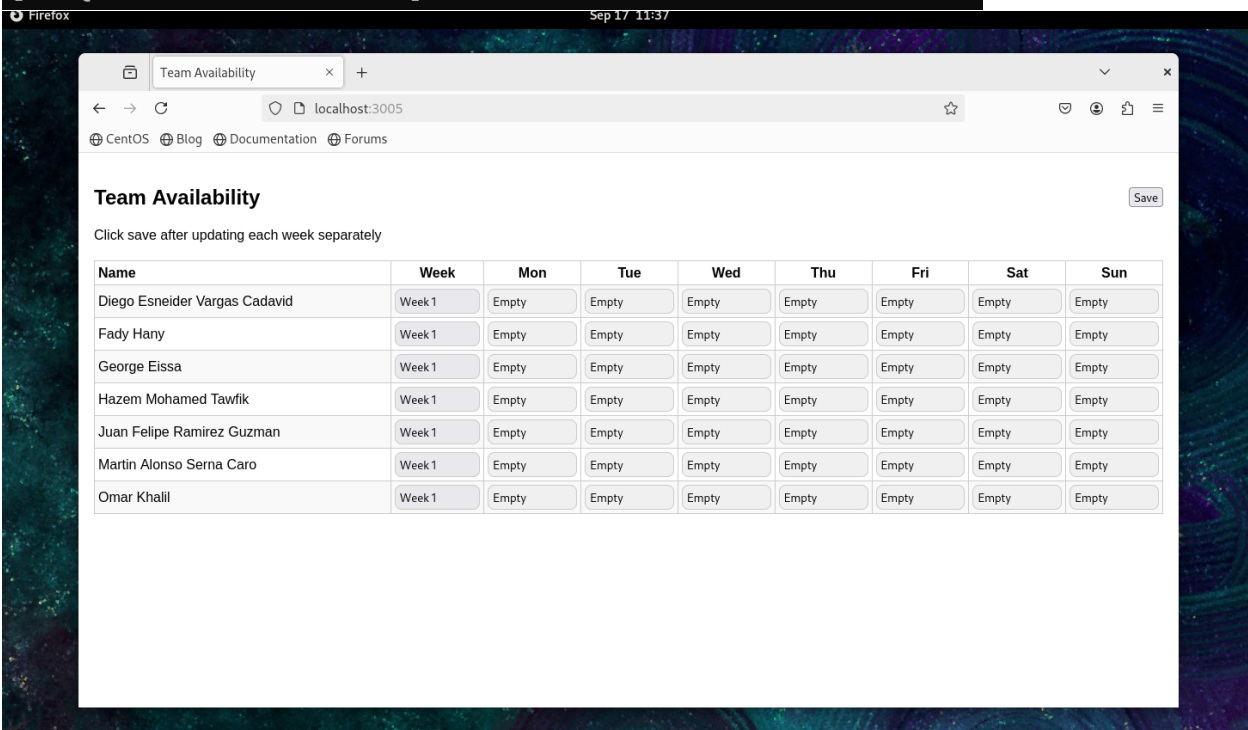 Firefox
Sep 17 11:37
Team Availability
localhost:3005
CentOS Blog Documentation Forums
Team Availability
Save
Click save after updating each week separately
Name Week Mon Tue Wed Thu Fri Sat Sun
Diego Esneider Vargas Cadavid Week 1 Empty Empty Empty Empty Empty Empty Empty
Fady Hany Week 1 Empty Empty Empty Empty Empty Empty Empty
George Eissa Week 1 Empty Empty Empty Empty Empty Empty Empty
Hazem Mohamed Tawfik Week 1 Empty Empty Empty Empty Empty Empty Empty
Juan Felipe Ramirez Guzman Week 1 Empty Empty Empty Empty Empty Empty Empty
Martin Alonso Serna Caro Week 1 Empty Empty Empty Empty Empty Empty Empty
Omar Khalil Week 1 Empty Empty Empty Empty Empty Empty Empty